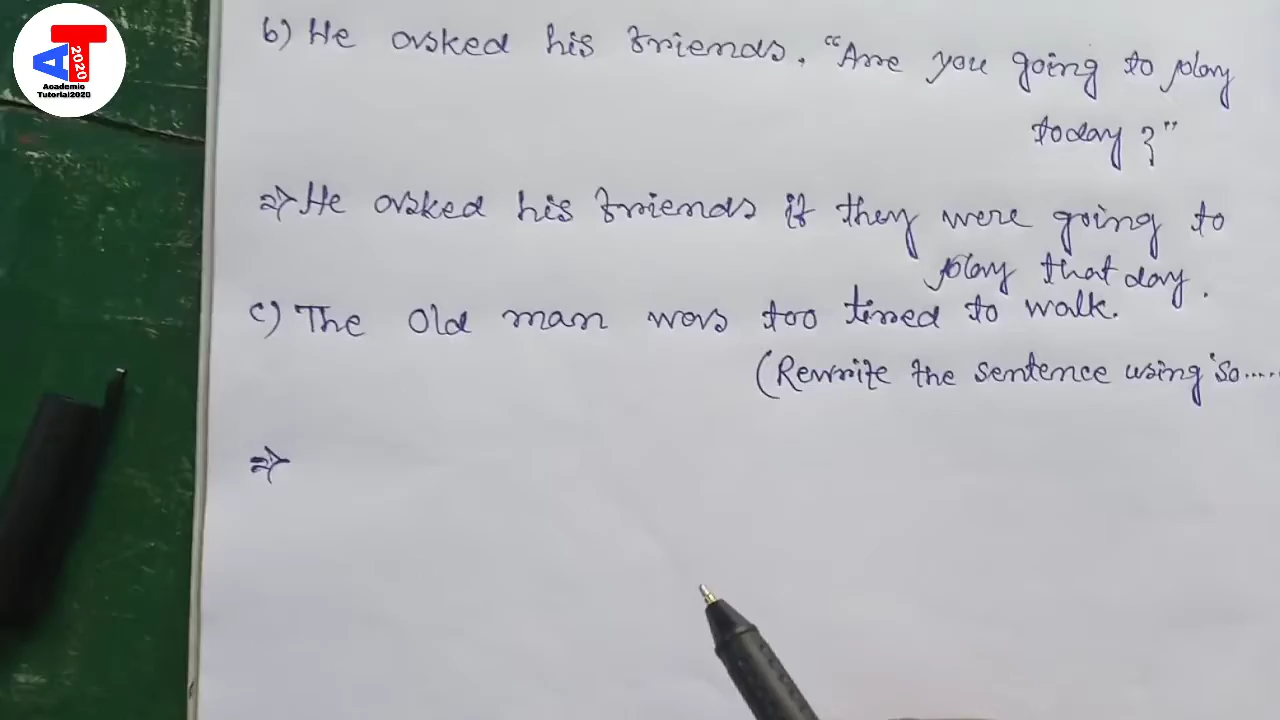 AT
2020
Academic
Tutorial2020
b) He asked his friends. "Are you going to play
today?"
⇒ He asked his friends if they were going to
play that day.
c) The old man was too tired to walk.
(Rewrite the sentence using 'so.....
⇒